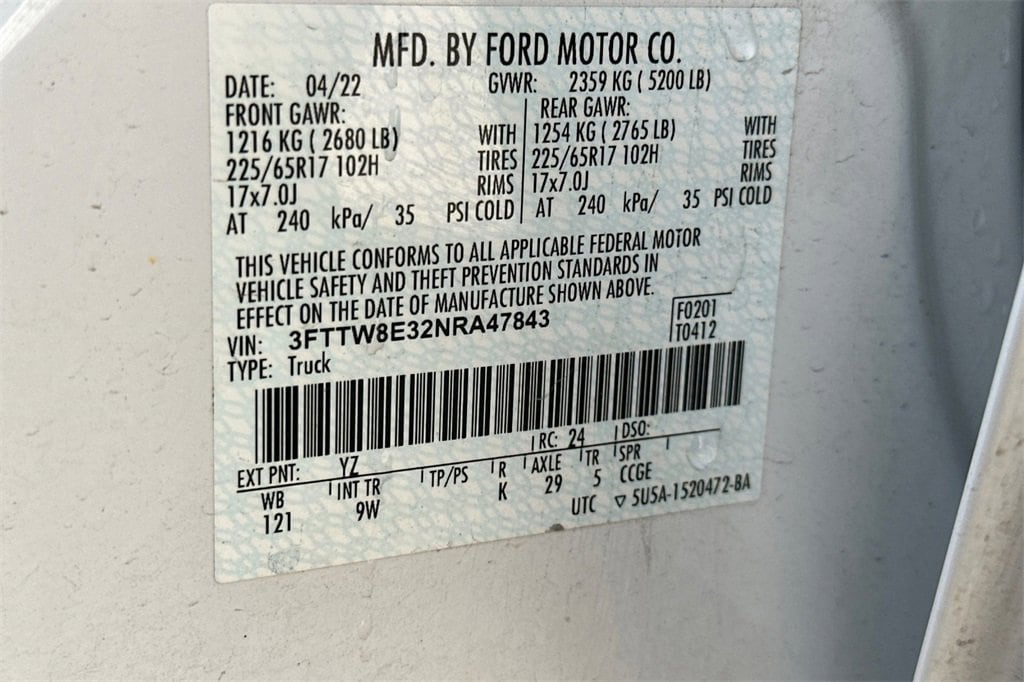 MFD. BY FORD MOTOR CO.
DATE: 04/22 GVWR: 2359 KG ( 5200 LB)
FRONT GAWR: REAR GAWR:
1216 KG ( 2680 LB) WITH 1254 KG ( 2765 LB) WITH
225/65R17 102H TIRES 225/65R17 102H TIRES
17x7.0J RIMS 17x7.0J RIMS
AT 240 kPa/ 35 PSI COLD AT 240 kPa/ 35 PSI COLD
THIS VEHICLE CONFORMS TO ALL APPLICABLE FEDERAL MOTOR
VEHICLE SAFETY AND THEFT PREVENTION STANDARDS IN
EFFECT ON THE DATE OF MANUFACTURE SHOWN ABOVE.
VIN: 3FTTW8E32NRA47843 F0201
TYPE: Truck T0412
EXT PNT: YZ RC: 24 DSO:
WB INT TR TP/PS R AXLE TR SPR
121 9W K 29 5 CCGE
UTC ▽ 5U5A-1520472-BA